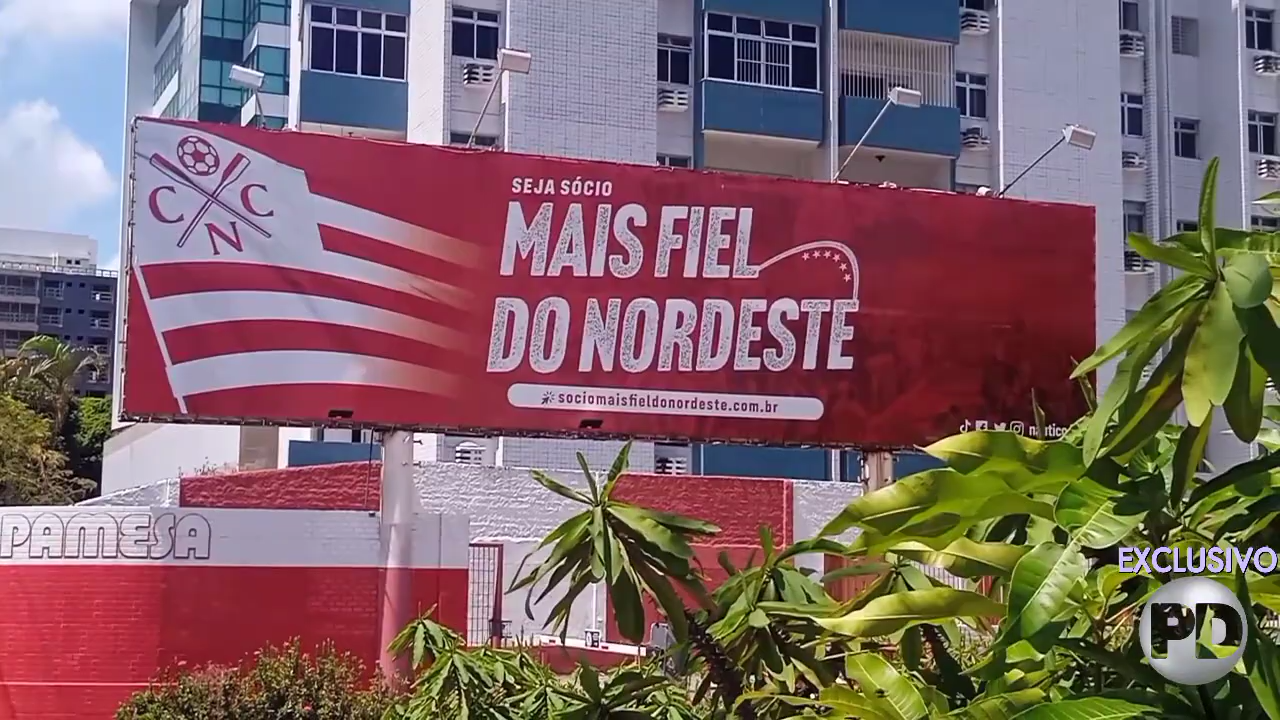 C C
N
SEJA SÓCIO
MAIS FIEL
DO NORDESTE
sociomaisfieldonordeste.com.br
PAMESA
EXCLUSIVO
PD